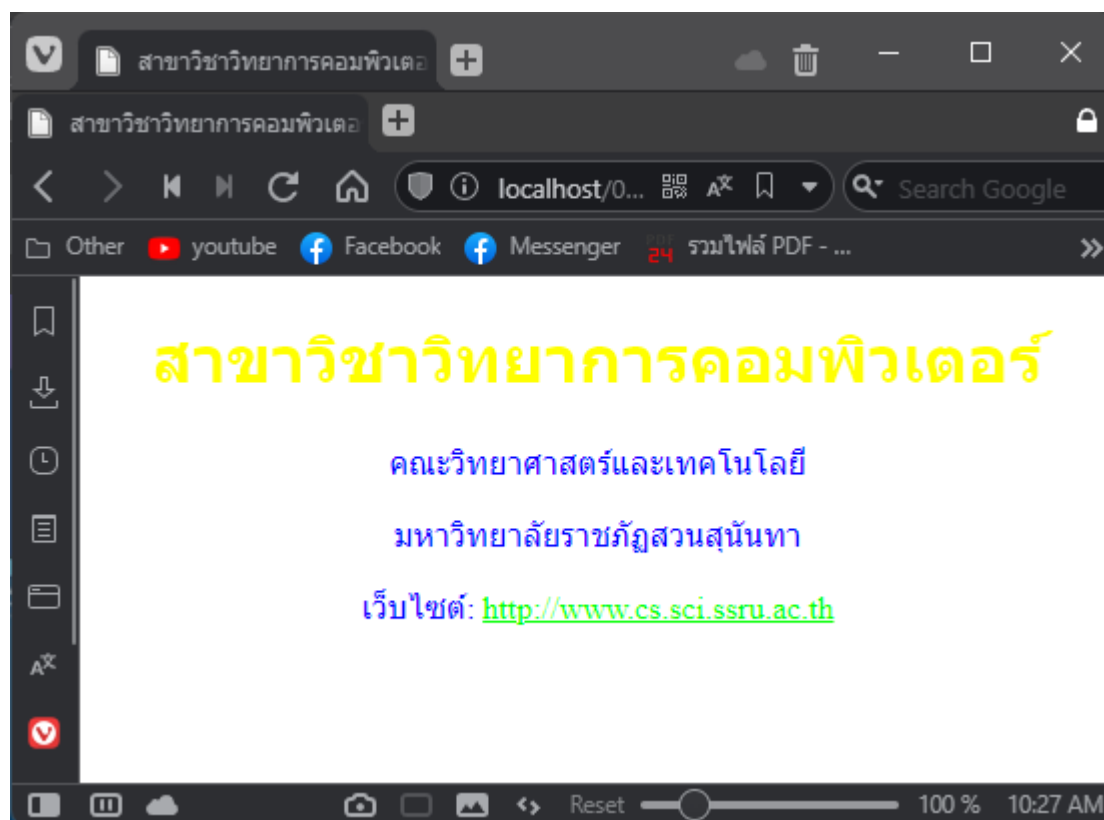 สาขาวิชาวิทยาการคอมพิวเตอ
สาขาวิชาวิทยาการคอมพิวเตอ
localhost/0... Search Google
Other youtube Facebook Messenger PDF 24 รวมไฟล์ PDF - ...
สาขาวิชาวิทยาการคอมพิวเตอร์
คณะวิทยาศาสตร์และเทคโนโลยี
มหาวิทยาลัยราชภัฏสวนสุนันทา
เว็บไซต์: http://www.cs.sci.ssru.ac.th
Reset 100 % 10:27 AM